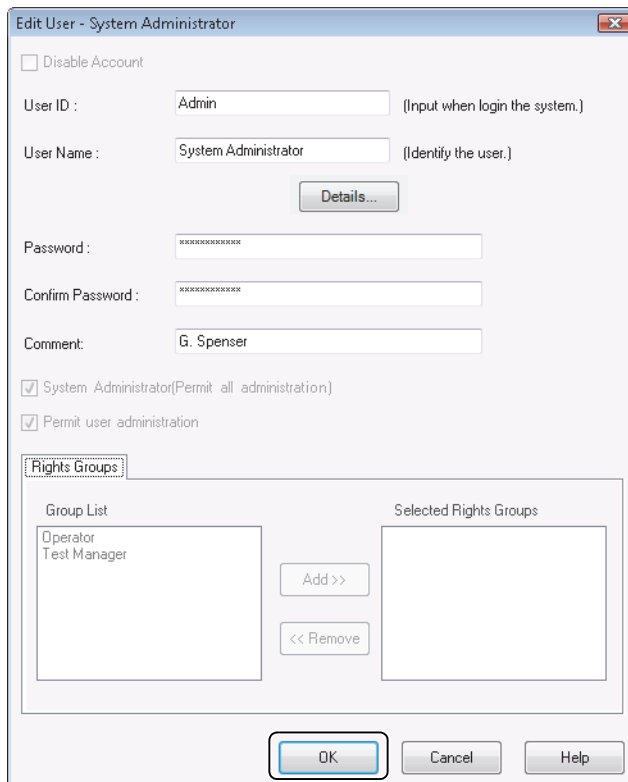 Edit User - System Administrator
Disable Account
User ID : Admin (Input when login the system.)
User Name : System Administrator (Identify the user.)
Details...
Password : ************
Confirm Password : ************
Comment: G. Spenser
System Administrator(Permit all administration)
Permit user administration
Rights Groups
Group List Selected Rights Groups
Operator
Test Manager
Add >>
<< Remove
OK Cancel Help